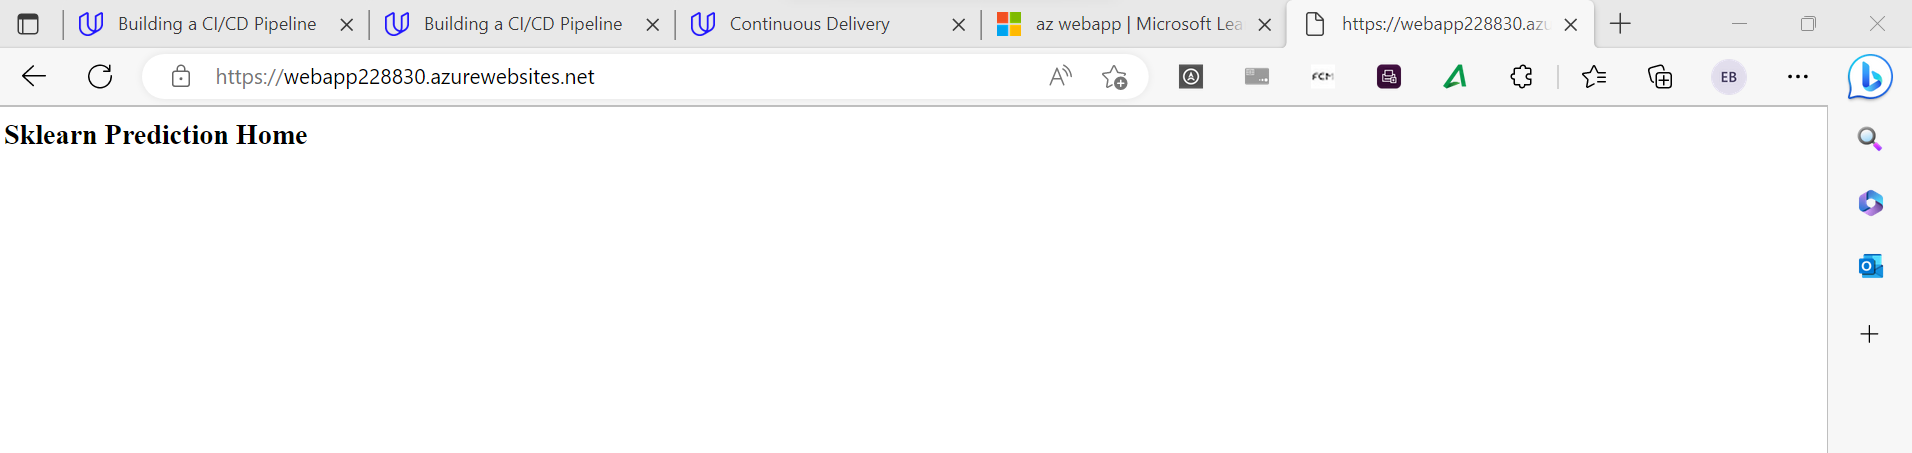 Building a CI/CD Pipeline
Building a CI/CD Pipeline
Continuous Delivery
az webapp | Microsoft Lea
https://webapp228830.azu
https://webapp228830.azurewebsites.net
A
FCM
EB
Sklearn Prediction Home